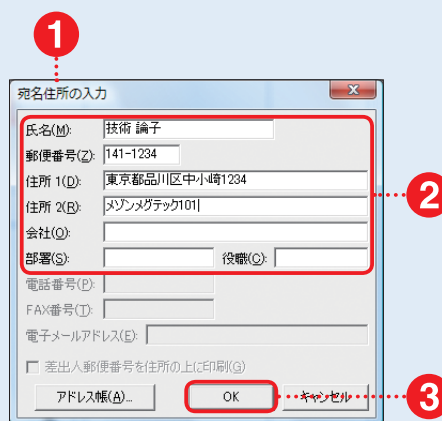 1
宛名住所の入力
氏名(M): 技術 論子
郵便番号(Z): 141-1234
住所 1(D): 東京都品川区中小崎1234
住所 2(R): メゾンメグテック101
2
会社(O):
部署(S): 役職(C):
電話番号(P):
FAX番号(T):
電子メールアドレス(E):
差出人郵便番号を住所の上に印刷(G)
アドレス帳(A)... OK キャンセル
3